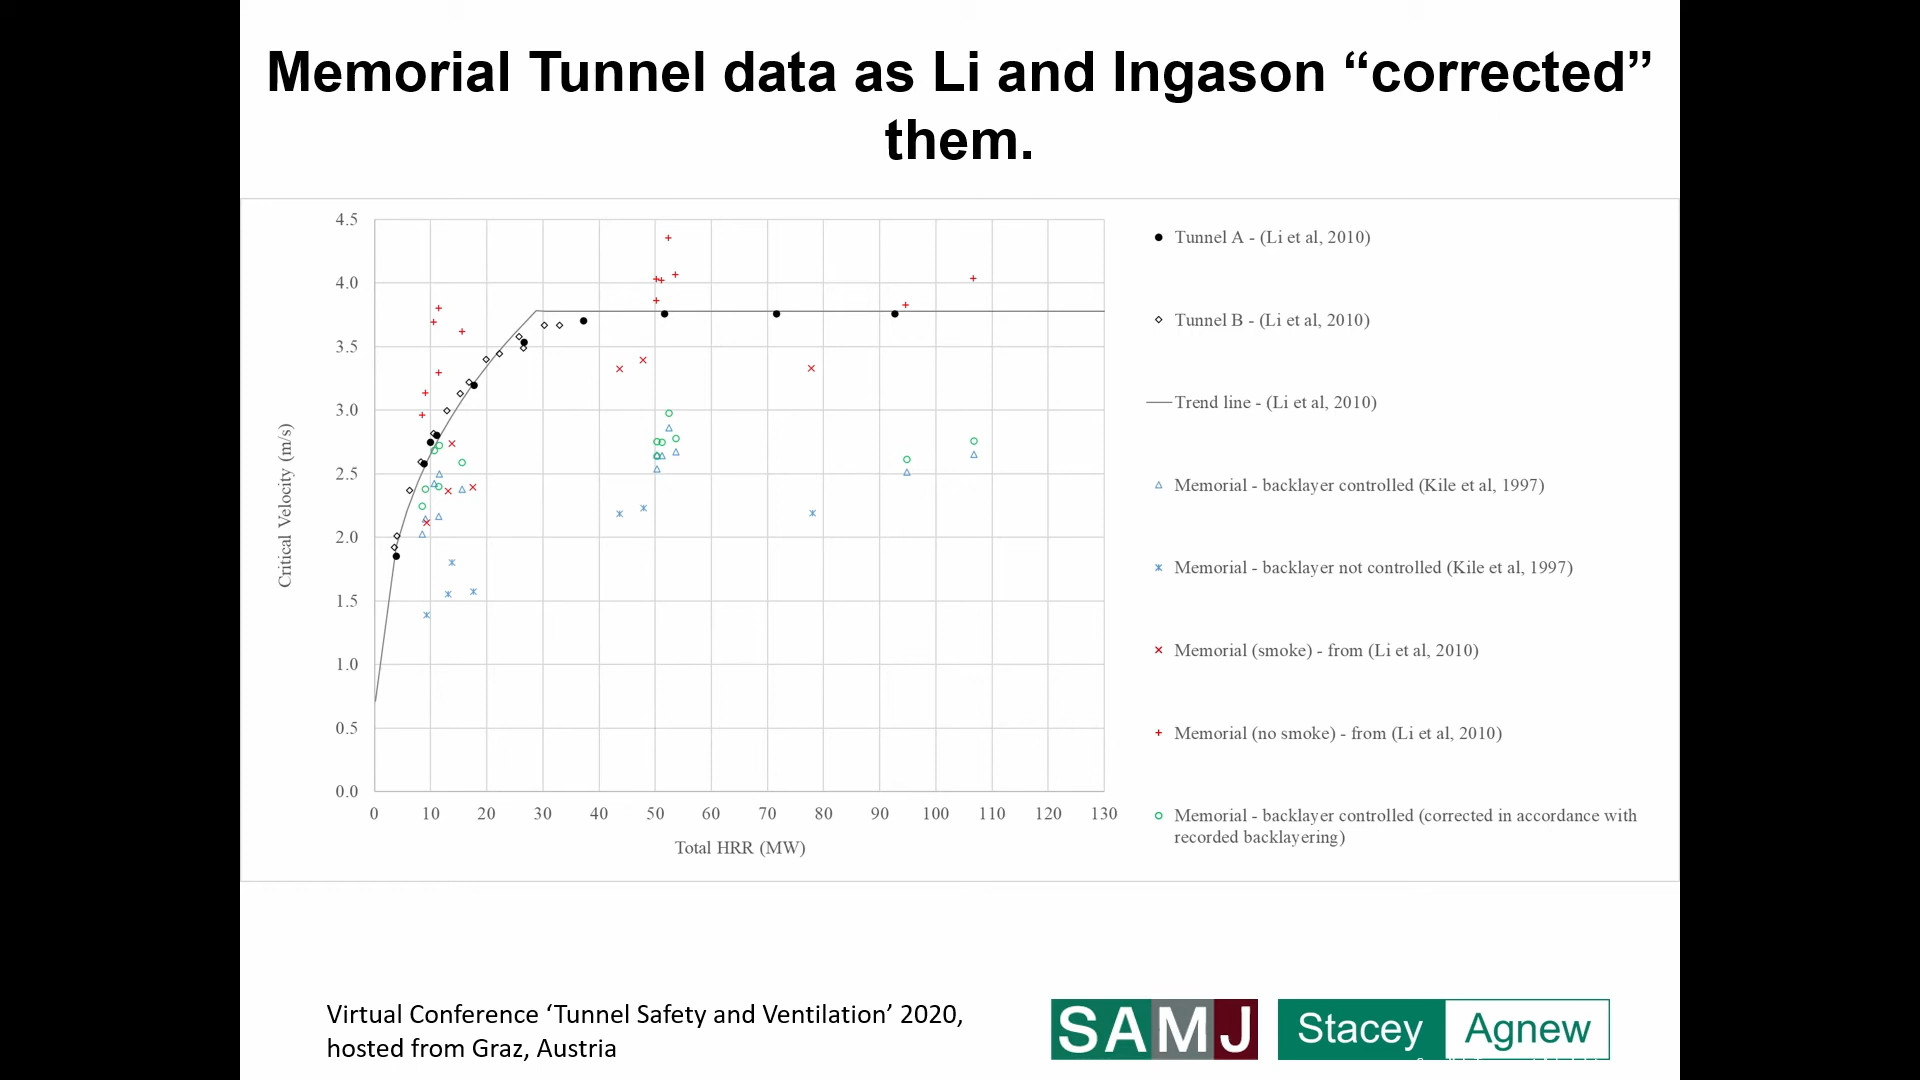 Memorial Tunnel data as Li and Ingason “corrected”
them.
4.5
4.0
3.5
3.0
2.5
2.0
1.5
1.0
0.5
0.0
0 10 20 30 40 50 60 70 80 90 100 110 120 130
Critical Velocity (m/s)
Total HRR (MW)
Tunnel A - (Li et al, 2010)
Tunnel B - (Li et al, 2010)
Trend line - (Li et al, 2010)
Memorial - backlayer controlled (Kile et al, 1997)
Memorial - backlayer not controlled (Kile et al, 1997)
Memorial (smoke) - from (Li et al, 2010)
Memorial (no smoke) - from (Li et al, 2010)
Memorial - backlayer controlled (corrected in accordance with
recorded backlayering)
Virtual Conference ‘Tunnel Safety and Ventilation’ 2020,
hosted from Graz, Austria
SAMJ
Stacey Agnew